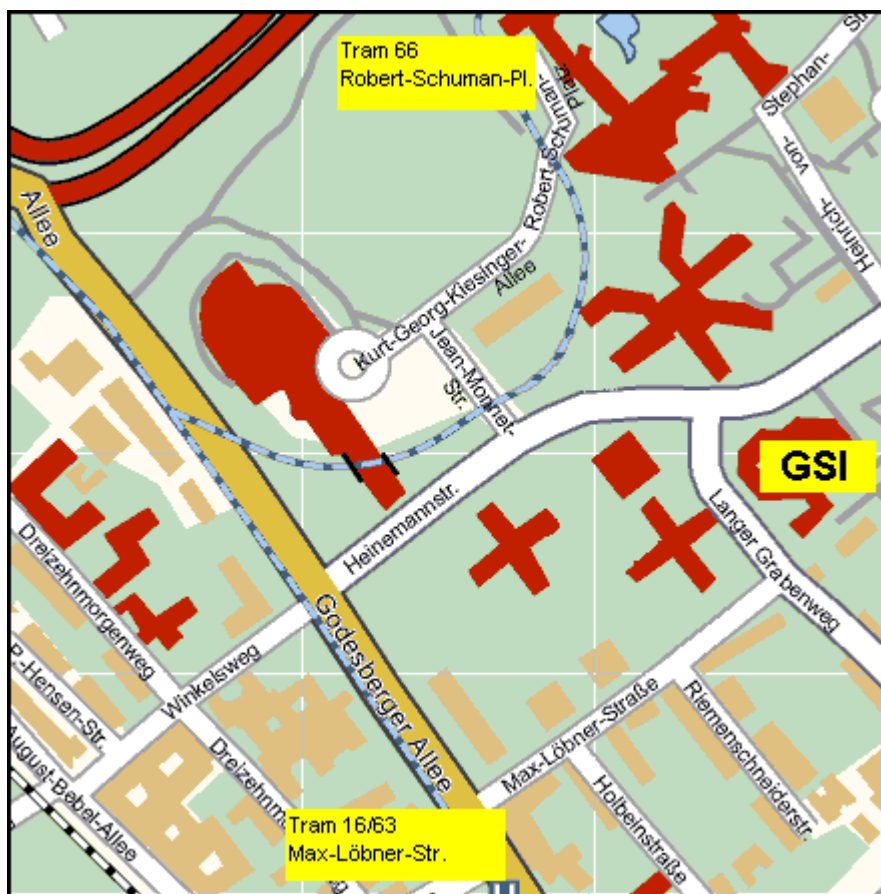 Tram 66
Robert-Schuman-Pl.
Stephan-
Str
Platz
Robert-Schuman-
von-
Heinrich-
Allee
Kurt-Georg-Kiesinger-
Allee
Jean-Monnet-
Str.
GSI
Heinemannstr.
Langer Grabenweg
Dreizehnmorgenweg
Godesberger Allee
Winkelsweg
P.-Hensen-Str.
August-Bebel-Allee
Max-Löbner-Straße
Riemenschneiderstr.
Holbeinstraße
Tram 16/63
Max-Löbner-Str.